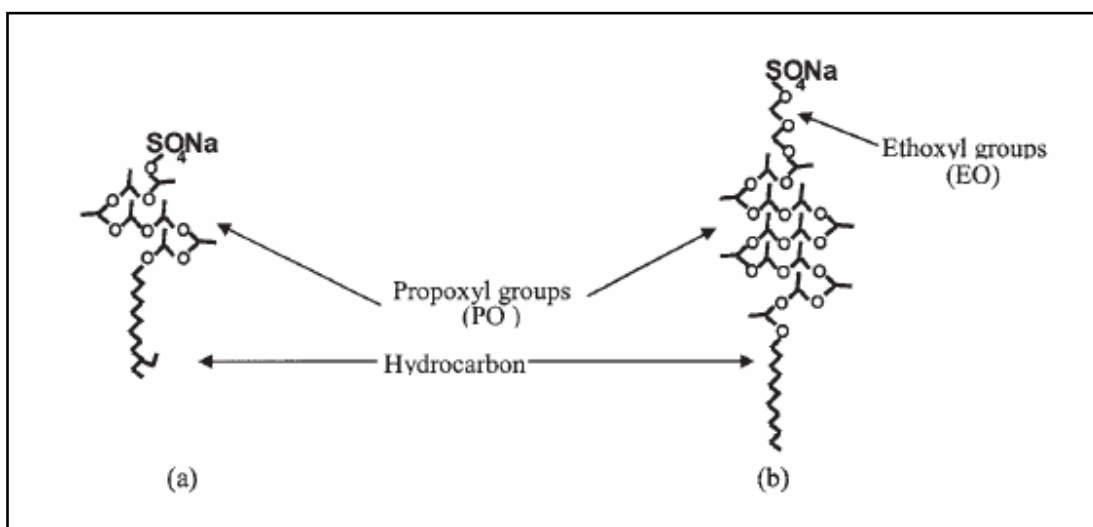 SO₄Na
SO₄Na
Ethoxyl groups
(EO)
Propoxyl groups
(PO )
Hydrocarbon
(a)
(b)